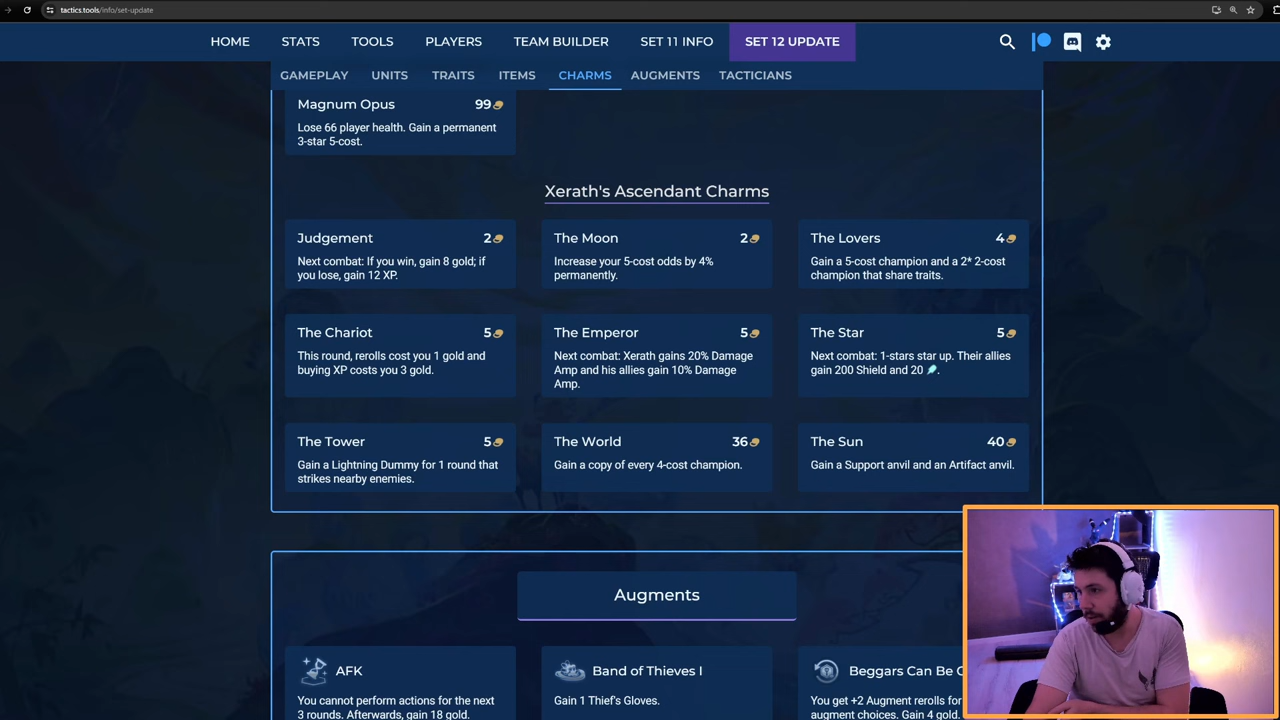 tactics.tools/info/set-update
HOME STATS TOOLS PLAYERS TEAM BUILDER SET 11 INFO SET 12 UPDATE
GAMEPLAY UNITS TRAITS ITEMS CHARMS AUGMENTS TACTICIANS
Magnum Opus 99
Lose 66 player health. Gain a permanent
3-star 5-cost.
Xerath's Ascendant Charms
Judgement 2
Next combat: If you win, gain 8 gold; if
you lose, gain 12 XP.
The Moon 2
Increase your 5-cost odds by 4%
permanently.
The Lovers 4
Gain a 5-cost champion and a 2* 2-cost
champion that share traits.
The Chariot 5
This round, rerolls cost you 1 gold and
buying XP costs you 3 gold.
The Emperor 5
Next combat: Xerath gains 20% Damage
Amp and his allies gain 10% Damage
Amp.
The Star 5
Next combat: 1-stars star up. Their allies
gain 200 Shield and 20 .
The Tower 5
Gain a Lightning Dummy for 1 round that
strikes nearby enemies.
The World 36
Gain a copy of every 4-cost champion.
The Sun 40
Gain a Support anvil and an Artifact anvil.
Augments
AFK
You cannot perform actions for the next
3 rounds. Afterwards, gain 18 gold.
Band of Thieves I
Gain 1 Thief's Gloves.
Beggars Can Be C
You get +2 Augment rerolls for
augment choices. Gain 4 gold.